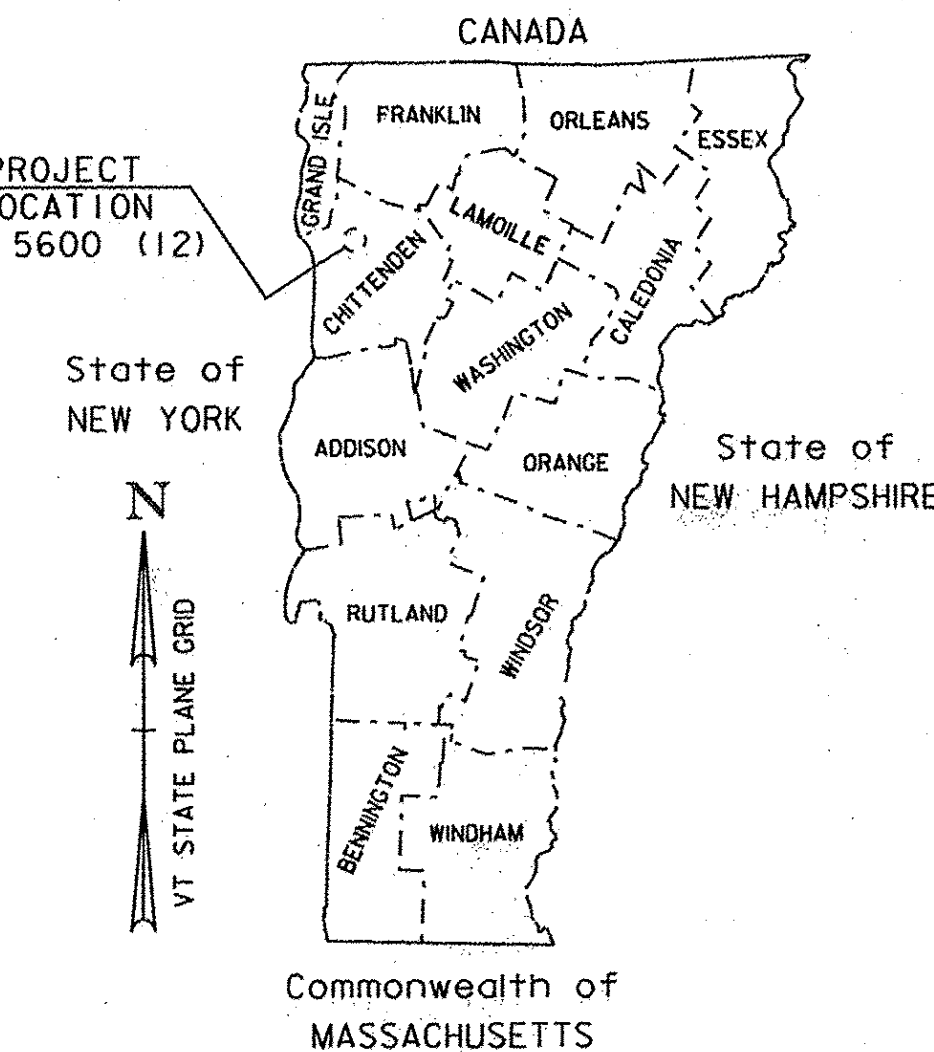 CANADA
GRAND ISLE
FRANKLIN
ORLEANS
ESSEX
PROJECT
OCATION
5600 (12)
LAMOILLE
CHITTENDEN
CALEDONIA
WASHINGTON
State of
NEW YORK
ADDISON
ORANGE
State of
NEW HAMPSHIRE
N
VT STATE PLANE GRID
RUTLAND
WINDSOR
BENNINGTON
WINDHAM
Commonwealth of
MASSACHUSETTS